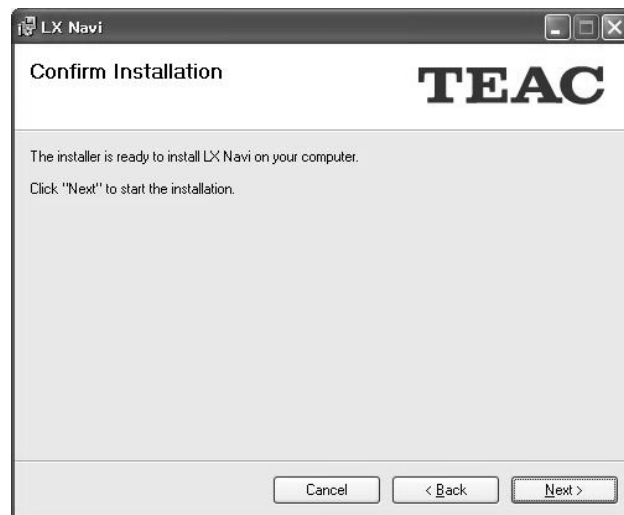 LX Navi
Confirm Installation
TEAC
The installer is ready to install LX Navi on your computer.
Click "Next" to start the installation.
Cancel
< Back
Next >